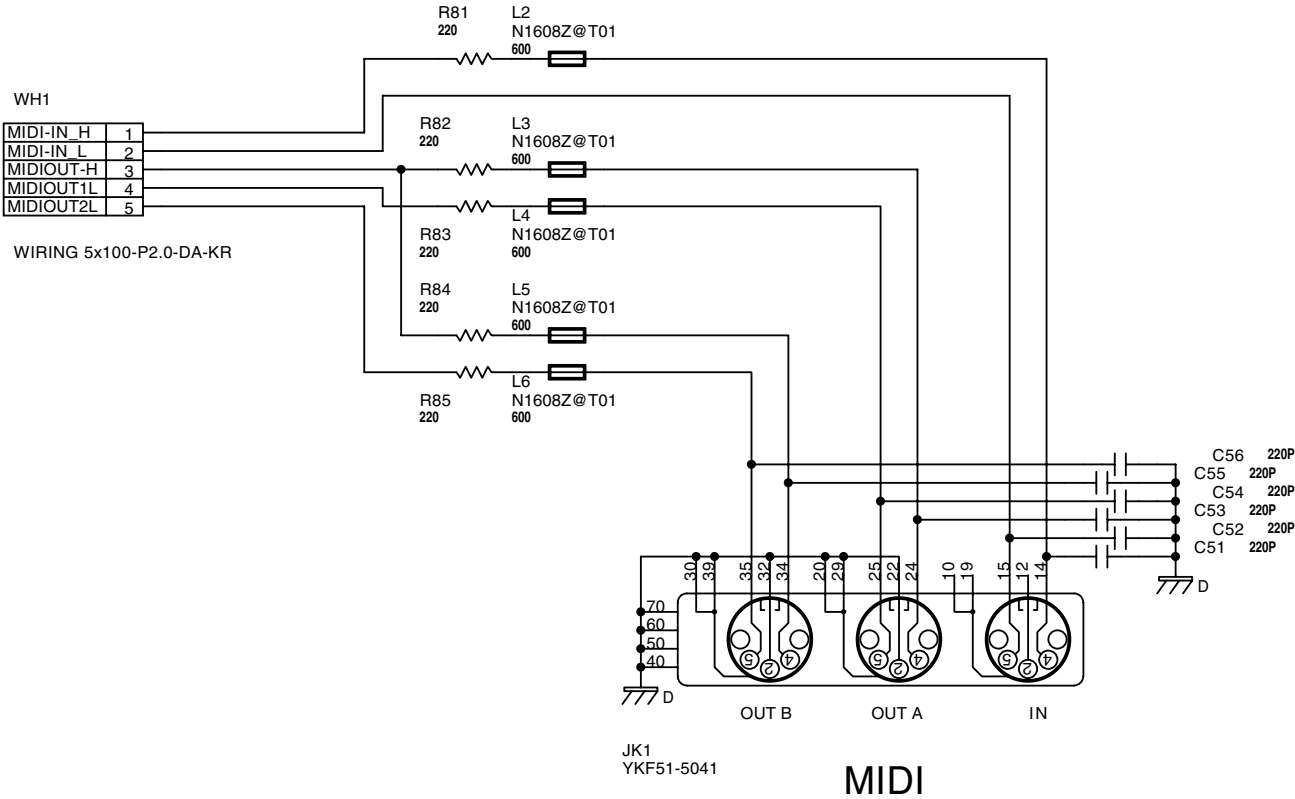 R81
220
L2
N1608Z@T01
600
WH1
MIDI-IN_H 1
MIDI-IN_L 2
MIDIOUT-H 3
MIDIOUT1L 4
MIDIOUT2L 5
WIRING 5x100-P2.0-DA-KR
R82
220
L3
N1608Z@T01
600
L4
N1608Z@T01
600
R83
220
R84
220
L5
N1608Z@T01
600
L6
N1608Z@T01
600
R85
220
C56 220P
C55 220P
C54 220P
C53 220P
C52 220P
C51 220P
D
30 39 35 32 34 20 29 25 22 24 10 19 15 12 14
70
60
50
40
5 2 4 5 2 4 5 2 4
D
OUT B OUT A IN
JK1
YKF51-5041
MIDI